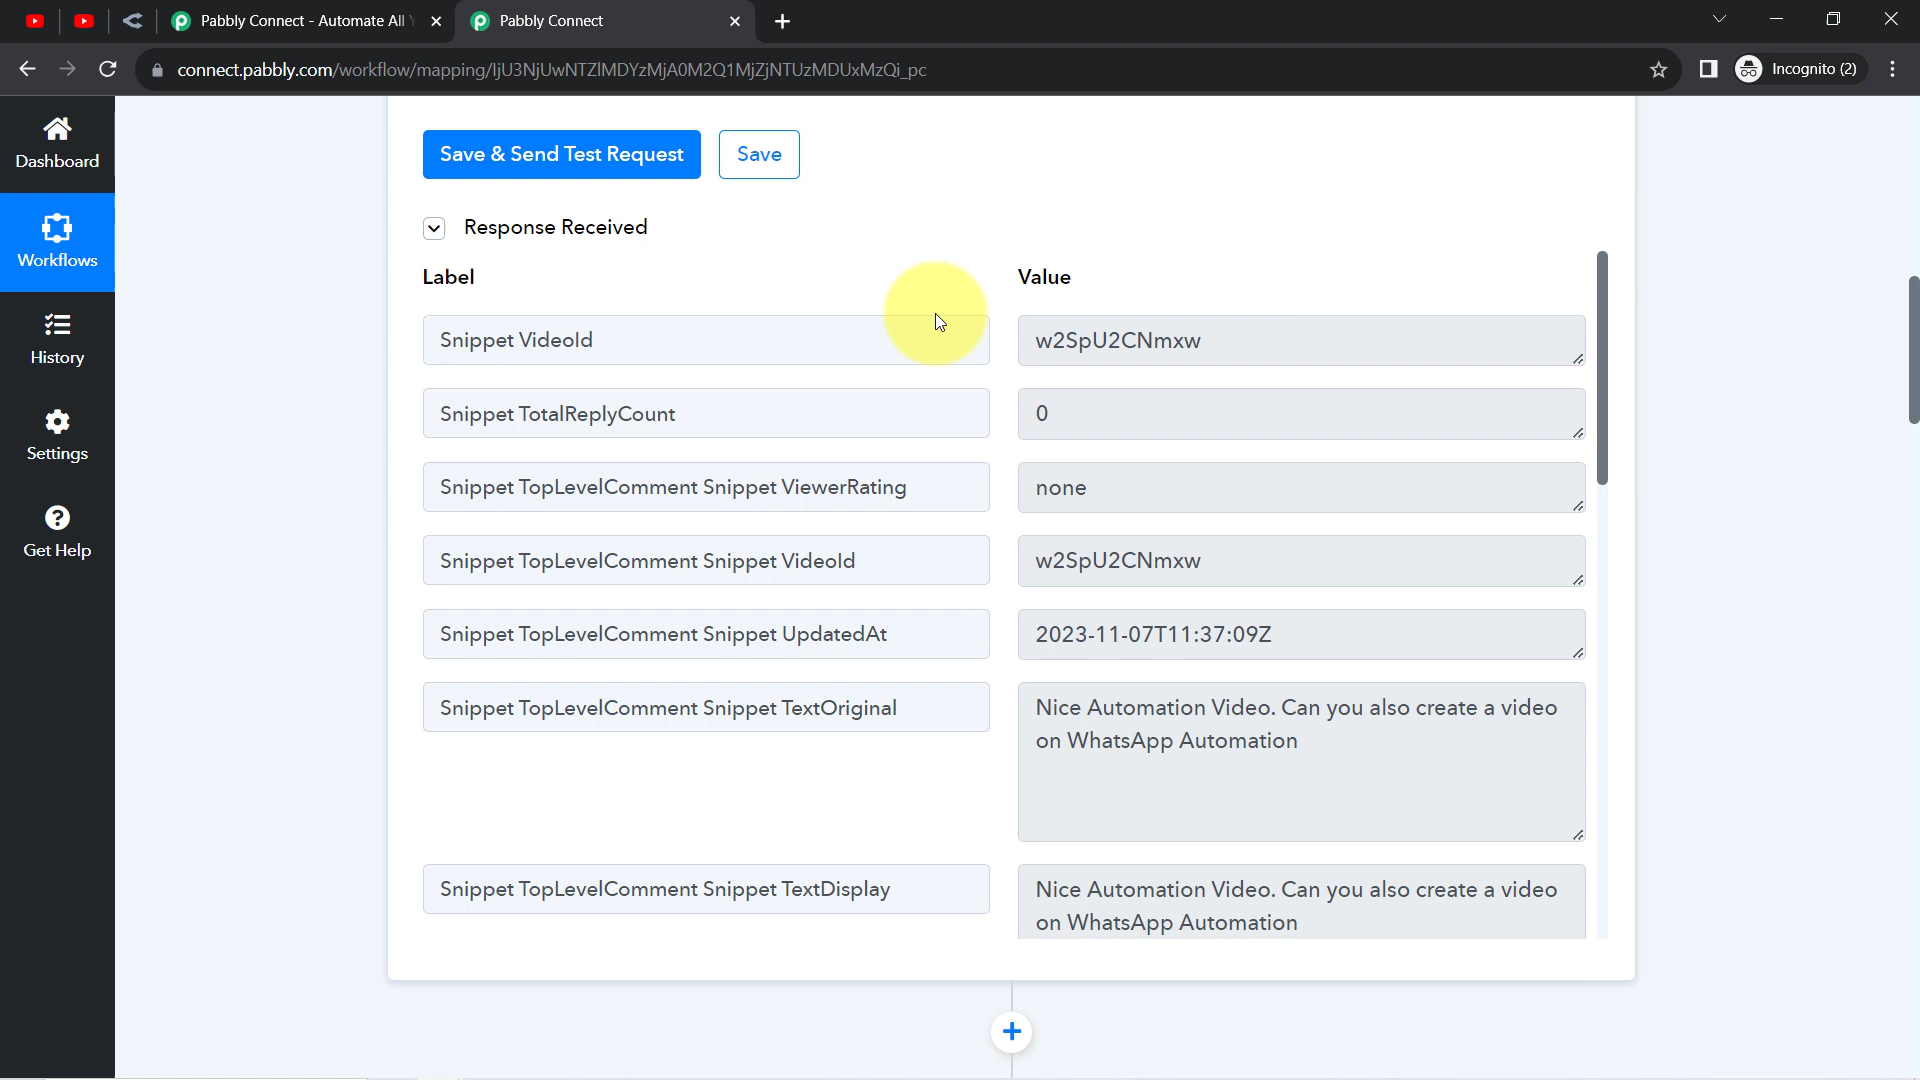 Pabbly Connect - Automate All Y
Pabbly Connect
connect.pabbly.com/workflow/mapping/IjU3NjUwNTZlMDYzMjA0M2Q1MjZjNTUzMDUxMzQi_pc
Incognito (2)
Dashboard
Workflows
History
Settings
Get Help
Save & Send Test Request
Save
Response Received
Label
Value
Snippet VideoId
w2SpU2CNmxw
Snippet TotalReplyCount
0
Snippet TopLevelComment Snippet ViewerRating
none
Snippet TopLevelComment Snippet VideoId
w2SpU2CNmxw
Snippet TopLevelComment Snippet UpdatedAt
2023-11-07T11:37:09Z
Snippet TopLevelComment Snippet TextOriginal
Nice Automation Video. Can you also create a video
on WhatsApp Automation
Snippet TopLevelComment Snippet TextDisplay
Nice Automation Video. Can you also create a video
on WhatsApp Automation